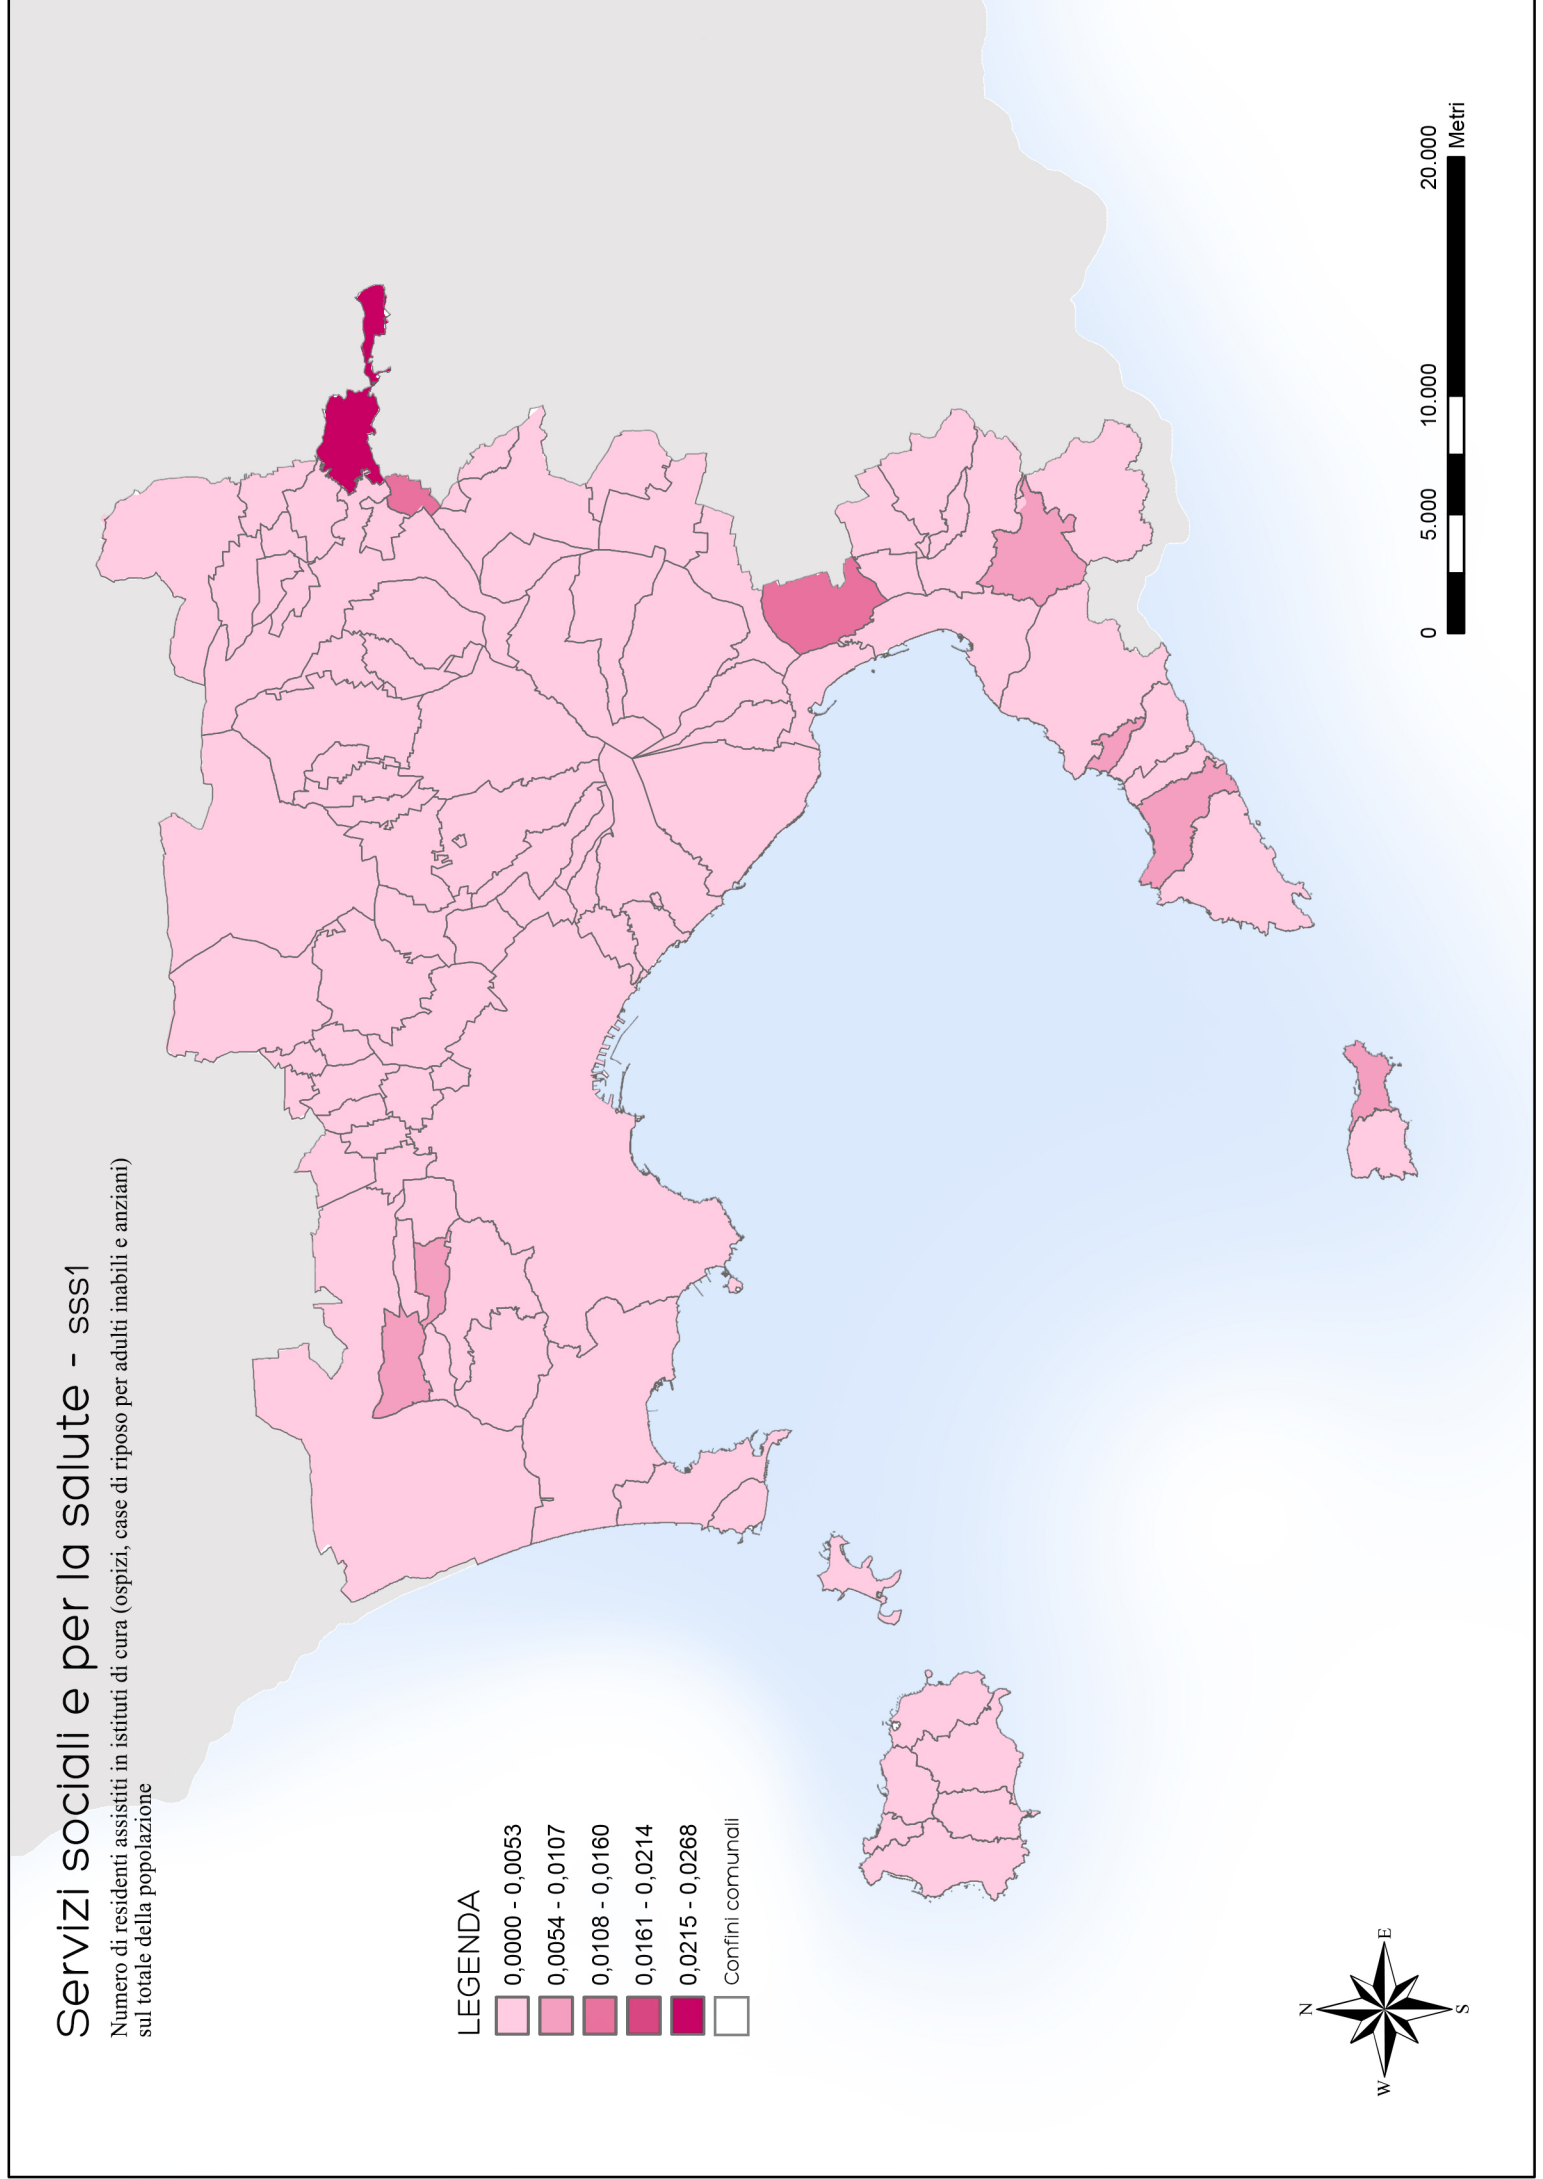 Servizi sociali e per la salute - sss1
Numero di residenti assistiti in istituti di cura (ospizi, case di riposo per adulti inabili e anziani)
sul totale della popolazione
LEGENDA
0,0000 - 0,0053
0,0054 - 0,0107
0,0108 - 0,0160
0,0161 - 0,0214
0,0215 - 0,0268
Confini comunali
N
W
E
S
0 5.000 10.000 20.000
Metri